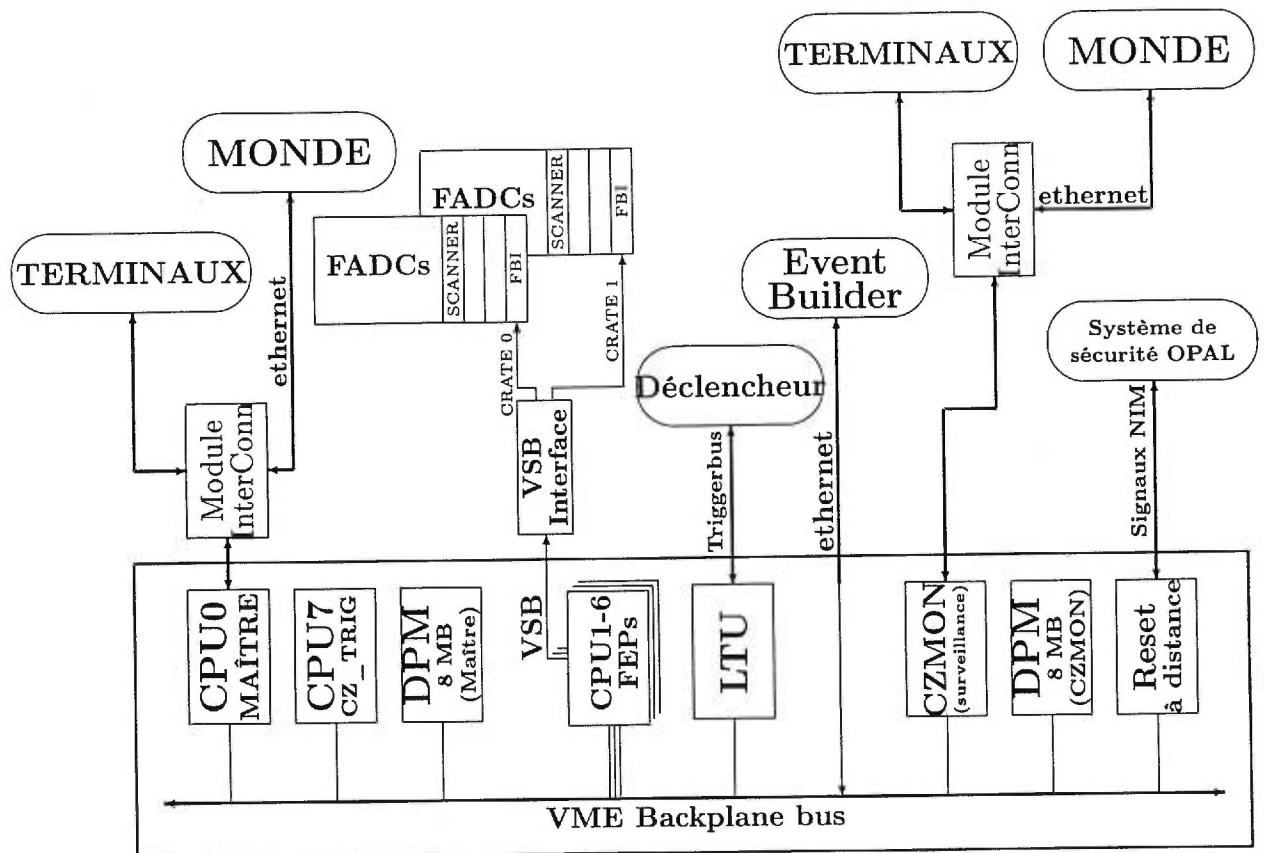 TERMINAUX
MONDE
MONDE
FADCs
SCANNER
FBI
Module
InterConn
ethernet
FADCs
SCANNER
FBI
TERMINAUX
Event
Builder
Système de
sécurité OPAL
ethernet
CRATE 0
CRATE 1
Déclencheur
Module
InterConn
VSB
Interface
Triggerbus
ethernet
Signaux NIM
CPU0
MAÎTRE
CPU7
CZ_TRIG
DPM
8 MB
(Maître)
VSB
CPU1-6
FEPs
LTU
CZMON
(surveillance)
DPM
8 MB
(CZMON)
Reset
à distance
VME Backplane bus